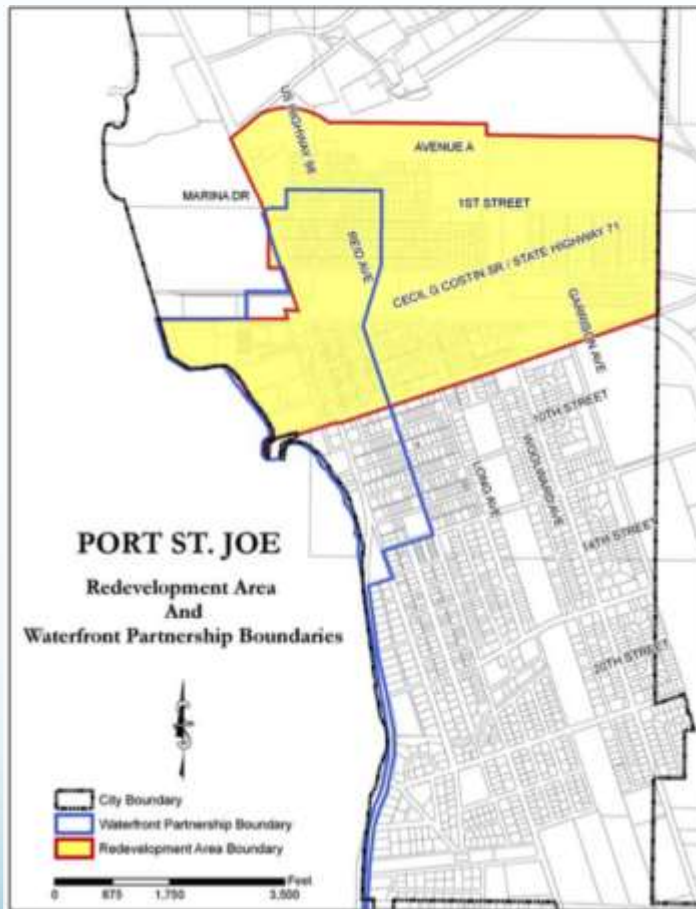 US HIGHWAY 98
AVENUE A
MARINA DR
1ST STREET
REID AVE
CECIL G COSTIN SR / STATE HIGHWAY 71
GARRISON AVE
10TH STREET
LONG AVE
WOODWARD AVE
14TH STREET
20TH STREET
PORT ST. JOE
Redevelopment Area
And
Waterfront Partnership Boundaries
City Boundary
Waterfront Partnership Boundary
Redevelopment Area Boundary
Feet
0 875 1,750 3,500